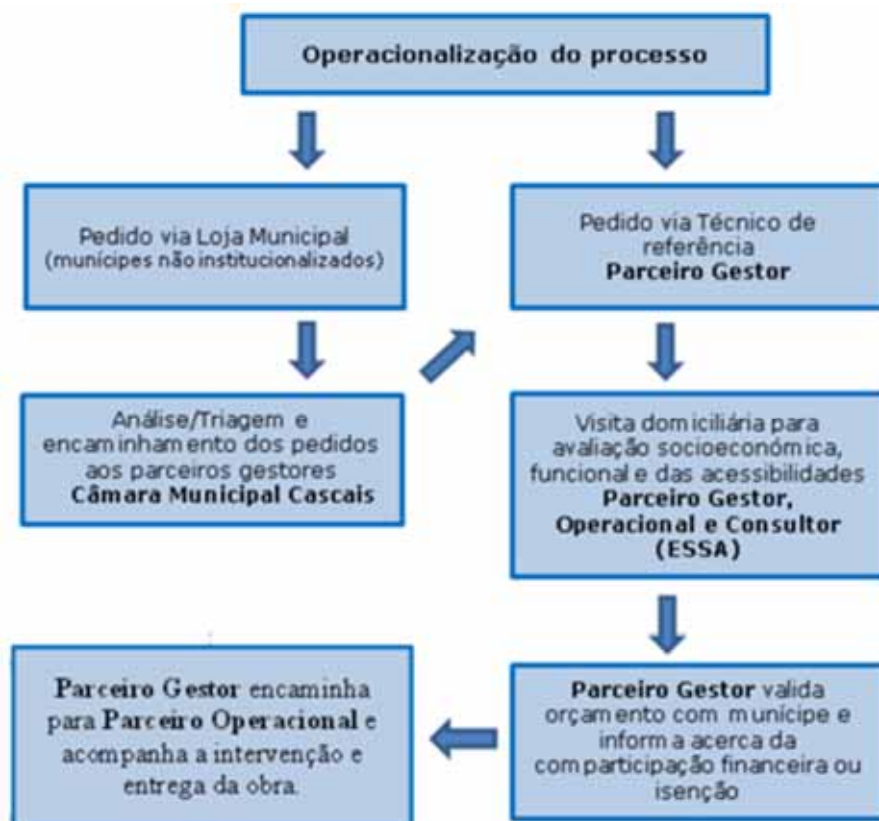 Operacionalização do processo
Pedido via Loja Municipal
(munícipes não institucionalizados)
Pedido via Técnico de
referência
Parceiro Gestor
Análise/Triagem e
encaminhamento dos pedidos
aos parceiros gestores
Câmara Municipal Cascais
Visita domiciliária para
avaliação socioeconómica,
funcional e das acessibilidades
Parceiro Gestor,
Operacional e Consultor
(ESSA)
Parceiro Gestor encaminha
para Parceiro Operacional e
acompanha a intervenção e
entrega da obra.
Parceiro Gestor valida
orçamento com munícipe e
informa acerca da
comparticipação financeira ou
isenção